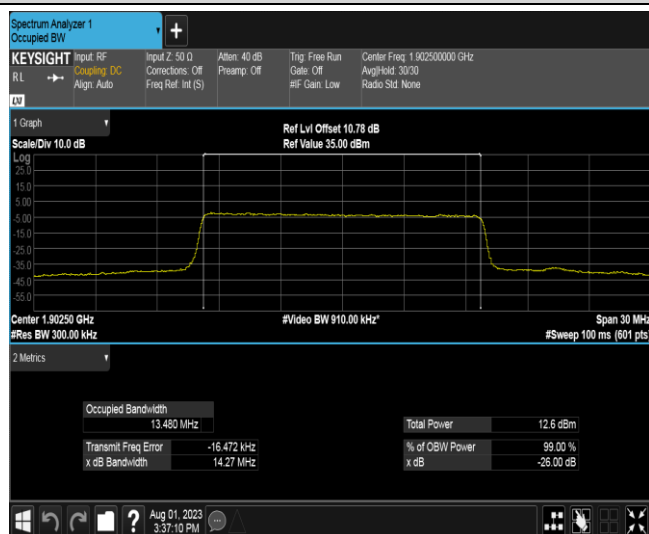 Spectrum Analyzer 1
Occupied BW
KEYSIGHT
Input: RF
Coupling: DC
Align: Auto
Input Z: 50 Ω
Corrections: Off
Freq Ref: Int (S)
Atten: 40 dB
Preamp: Off
Trig: Free Run
Gate: Off
#IF Gain: Low
Center Freq: 1.902500000 GHz
Avg|Hold: 30/30
Radio Std: None
R L
LXI
1 Graph
Scale/Div 10.0 dB
Ref Lvl Offset 10.78 dB
Ref Value 35.00 dBm
Log
25.0
15.0
5.00
-5.00
-15.0
-25.0
-35.0
-45.0
-55.0
Center 1.90250 GHz
#Res BW 300.00 kHz
#Video BW 910.00 kHz*
Span 30 MHz
#Sweep 100 ms (601 pts)
2 Metrics
Occupied Bandwidth
13.480 MHz
Transmit Freq Error -16.472 kHz
x dB Bandwidth 14.27 MHz
Total Power 12.6 dBm
% of OBW Power 99.00 %
x dB -26.00 dB
?
Aug 01, 2023
3:37:10 PM